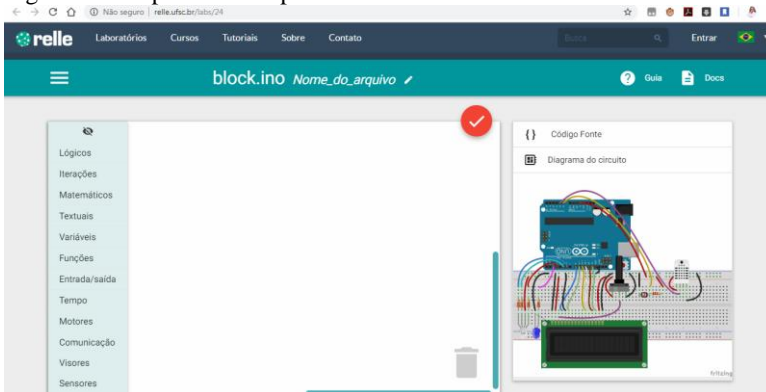 Não seguro | relle.ufsc.br/labs/24
relle Laboratórios Cursos Tutoriais Sobre Contato Busca Entrar
block.ino Nome_do_arquivo Guia Docs
Lógicos
Iterações
Matemáticos
Textuais
Variáveis
Funções
Entrada/saída
Tempo
Motores
Comunicação
Visores
Sensores
{} Código Fonte
Diagrama do circuito
fritzing